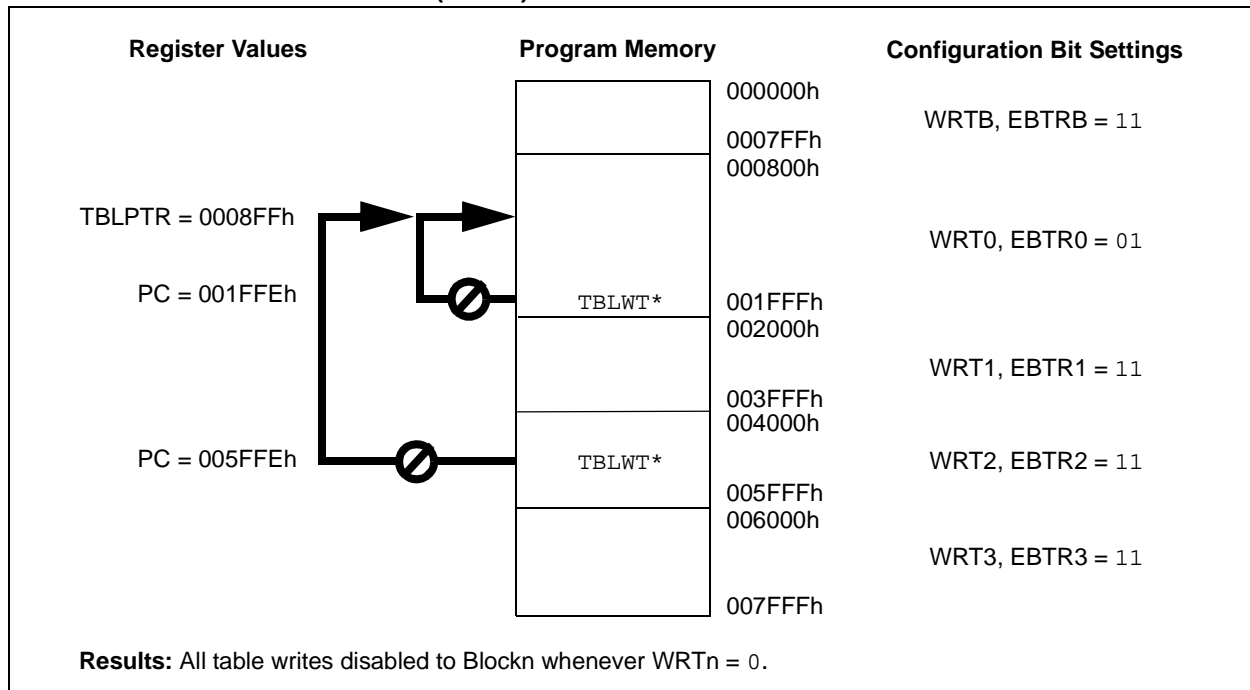 Register Values Program Memory Configuration Bit Settings
000000h
WRTB, EBTRB = 11
0007FFh
000800h
TBLPTR = 0008FFh
WRT0, EBTR0 = 01
PC = 001FFEh TBLWT* 001FFFh
002000h
WRT1, EBTR1 = 11
003FFFh
004000h
PC = 005FFEh TBLWT* WRT2, EBTR2 = 11
005FFFh
006000h
WRT3, EBTR3 = 11
007FFFh
Results: All table writes disabled to Blockn whenever WRTn = 0.